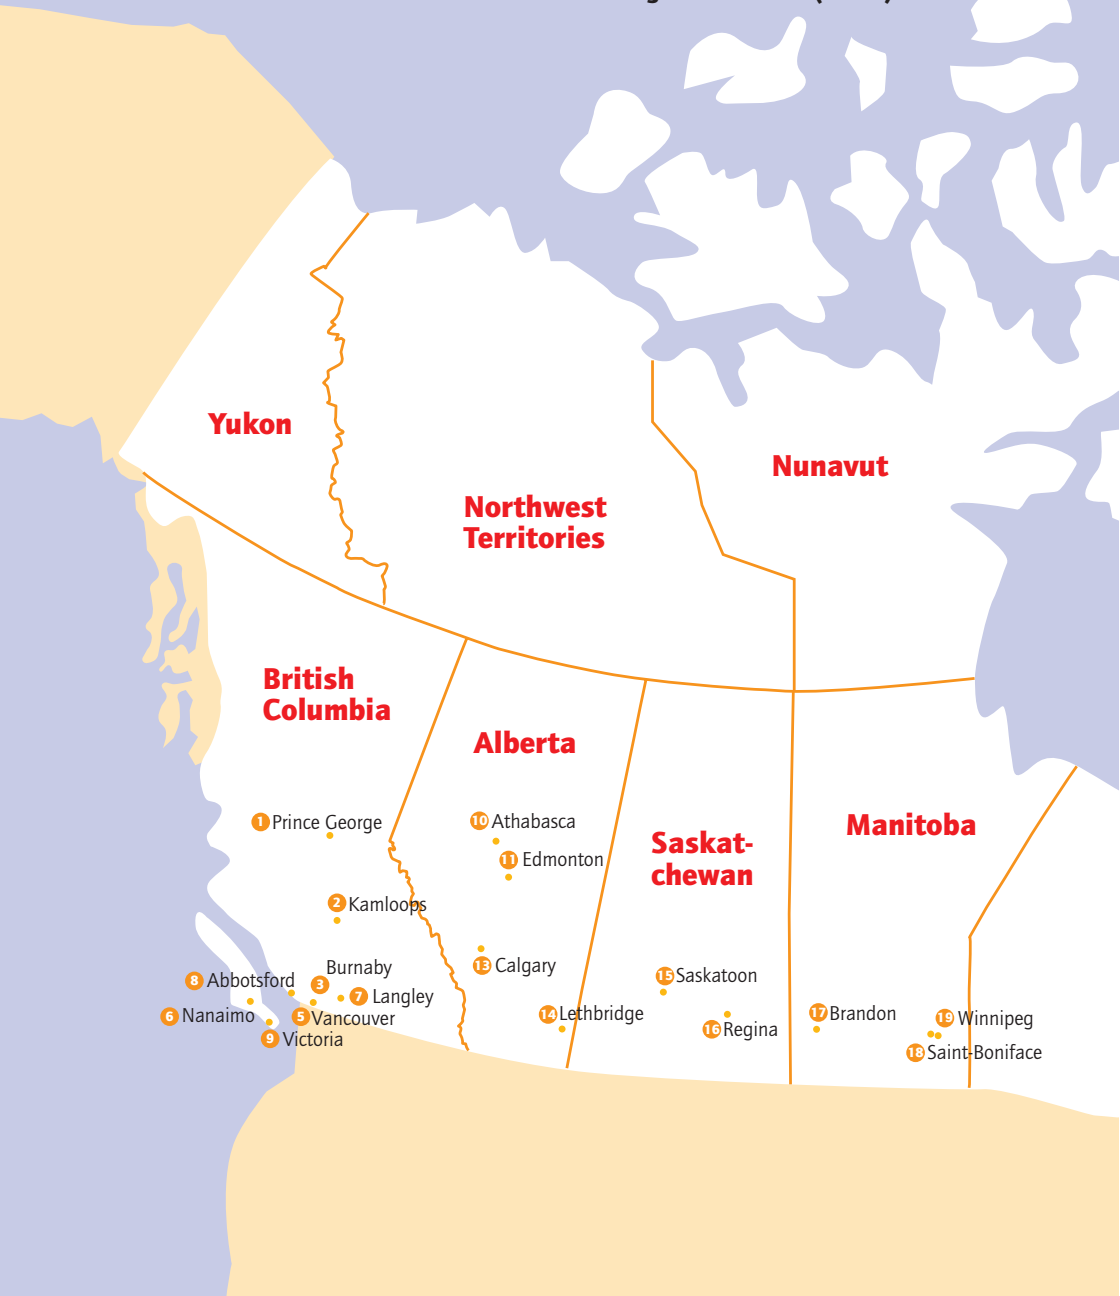 Yukon
Nunavut
Northwest
Territories
British
Columbia
Alberta
Saskat-
chewan
Manitoba
1 Prince George
10 Athabasca
11 Edmonton
2 Kamloops
13 Calgary
Burnaby
3
8 Abbotsford
7 Langley
6 Nanaimo
5 Vancouver
9 Victoria
14 Lethbridge
15 Saskatoon
16 Regina
17 Brandon
19 Winnipeg
18 Saint-Boniface